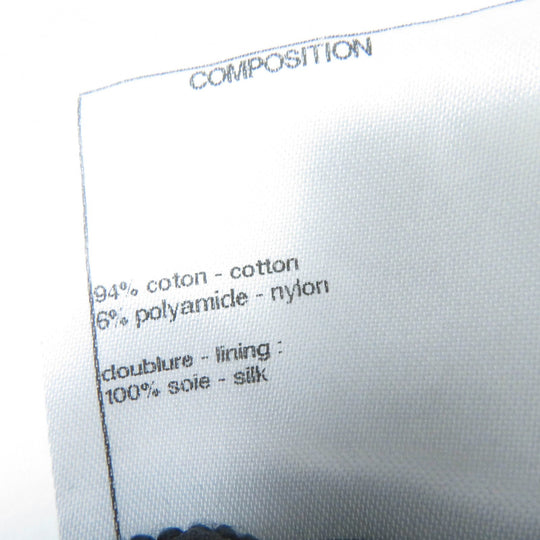 COMPOSITION
94% coton - cotton
6% polyamide - nylon
doublure - lining :
100% soie - silk